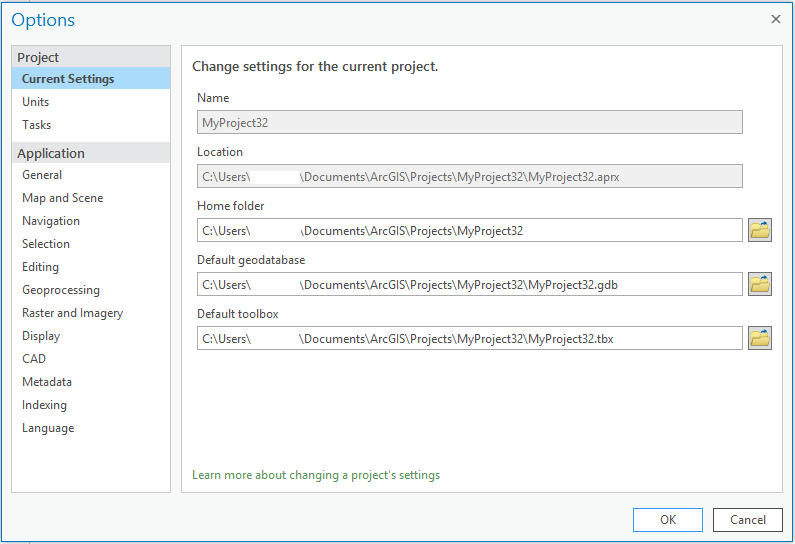 Options
Project
Current Settings
Units
Tasks
Application
General
Map and Scene
Navigation
Selection
Editing
Geoprocessing
Raster and Imagery
Display
CAD
Metadata
Indexing
Language
Change settings for the current project.
Name
MyProject32
Location
C:\Users\ \Documents\ArcGIS\Projects\MyProject32\MyProject32.aprx
Home folder
C:\Users\ \Documents\ArcGIS\Projects\MyProject32
Default geodatabase
C:\Users\ \Documents\ArcGIS\Projects\MyProject32\MyProject32.gdb
Default toolbox
C:\Users\ \Documents\ArcGIS\Projects\MyProject32\MyProject32.tbx
Learn more about changing a project's settings
OK Cancel